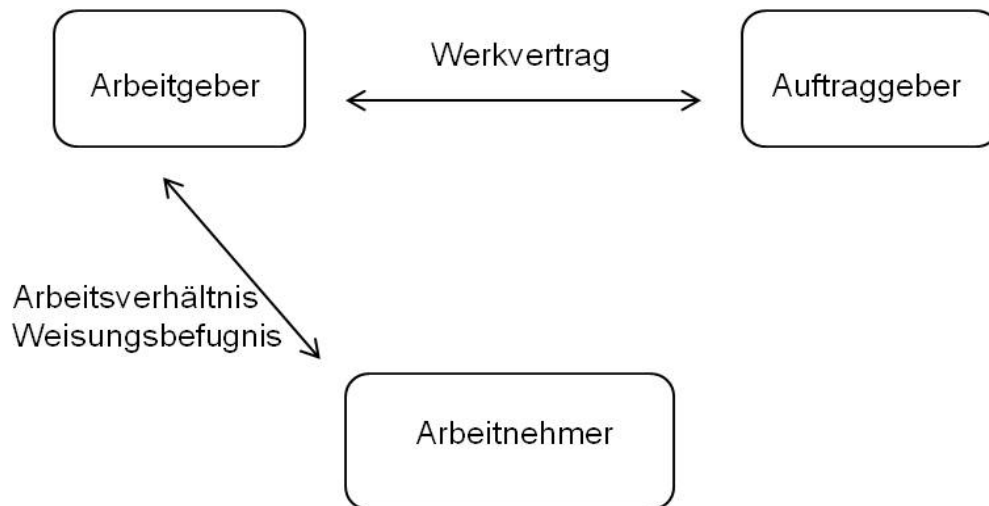 Werkvertrag
Arbeitgeber
Auftraggeber
Arbeitsverhältnis
Weisungsbefugnis
Arbeitnehmer